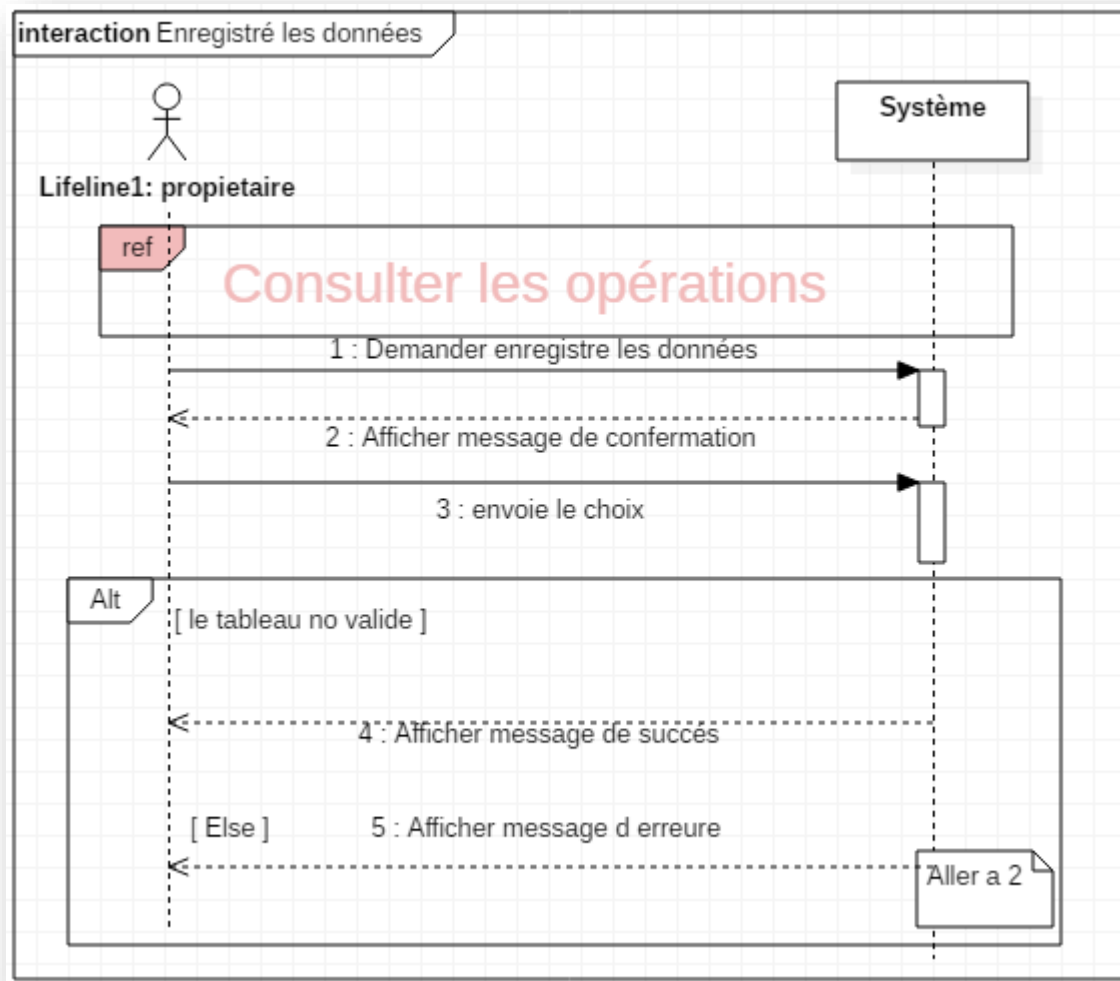 interaction Enregistré les données
Système
Lifeline1: propietaire
ref
Consulter les opérations
1 : Demander enregistre les données
2 : Afficher message de confermation
3 : envoie le choix
Alt
[ le tableau no valide ]
4 : Afficher message de succés
[ Else ]
5 : Afficher message d erreure
Aller a 2